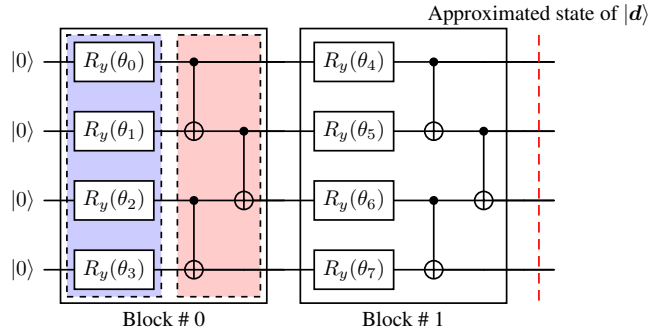 Approximated state of |d⟩
|0⟩ R_y(θ_0) R_y(θ_4)
|0⟩ R_y(θ_1) R_y(θ_5)
|0⟩ R_y(θ_2) R_y(θ_6)
|0⟩ R_y(θ_3) R_y(θ_7)
Block # 0 Block # 1